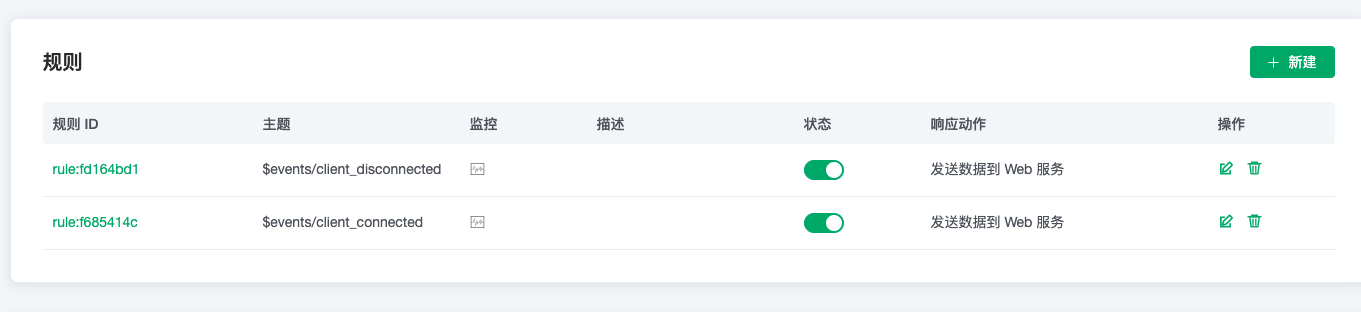 规则
+ 新建
规则 ID 主题 监控 描述 状态 响应动作 操作
rule:fd164bd1 $events/client_disconnected 发送数据到 Web 服务
rule:f685414c $events/client_connected 发送数据到 Web 服务